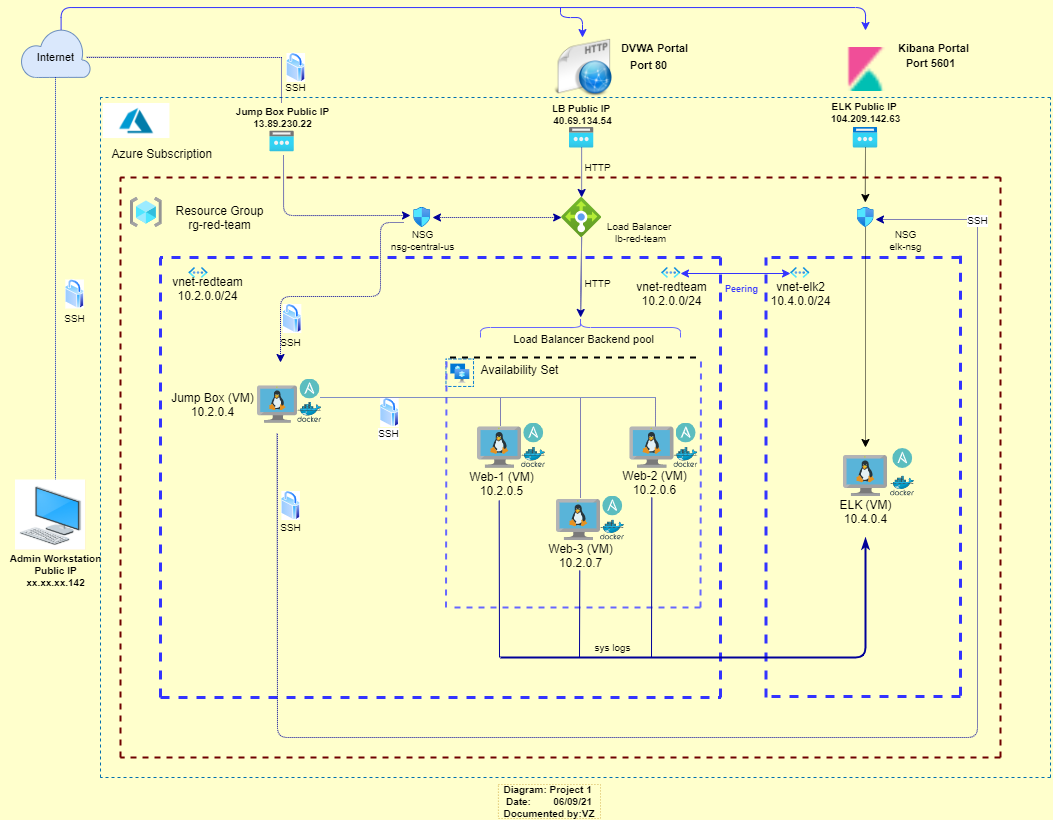 Internet
SSH
HTTP
DVWA Portal
Port 80
Kibana Portal
Port 5601
Jump Box Public IP
13.89.230.22
LB Public IP
40.69.134.54
ELK Public IP
104.209.142.63
Azure Subscription
HTTP
Resource Group
rg-red-team
NSG
nsg-central-us
Load Balancer
lb-red-team
NSG
elk-nsg
SSH
vnet-redteam
10.2.0.0/24
HTTP
vnet-redteam
10.2.0.0/24
Peering
vnet-elk2
10.4.0.0/24
SSH
SSH
Load Balancer Backend pool
Availability Set
Jump Box (VM)
10.2.0.4
docker
SSH
docker
Web-1 (VM)
10.2.0.5
docker
Web-2 (VM)
10.2.0.6
docker
Web-3 (VM)
10.2.0.7
docker
ELK (VM)
10.4.0.4
SSH
Admin Workstation
Public IP
xx.xx.xx.142
sys logs
Diagram: Project 1
Date: 06/09/21
Documented by:VZ